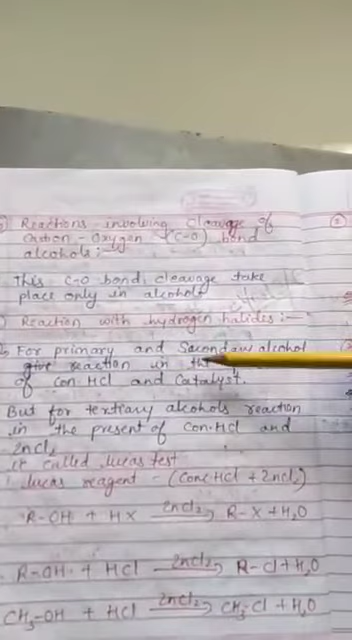 Reactions involving Cleavage of
Carbon - Oxygen (C-O) bond
alcohols :-
This C-O bond cleavage take
place only in alcohols
Reaction with hydrogen halides :-
For primary and Secondary alcohol
give reaction in the
of con. HCl and Catalyst.
But for tertiary alcohols reaction
in the present of Con. HCl and
ZnCl2
it called lucas test
lucas reagent - (Conc HCl + ZnCl2)
R-OH + HX ZnCl2→ R-X + H2O
R-OH + HCl ZnCl2→ R-Cl + H2O
CH3-OH + HCl ZnCl2→ CH3-Cl + H2O